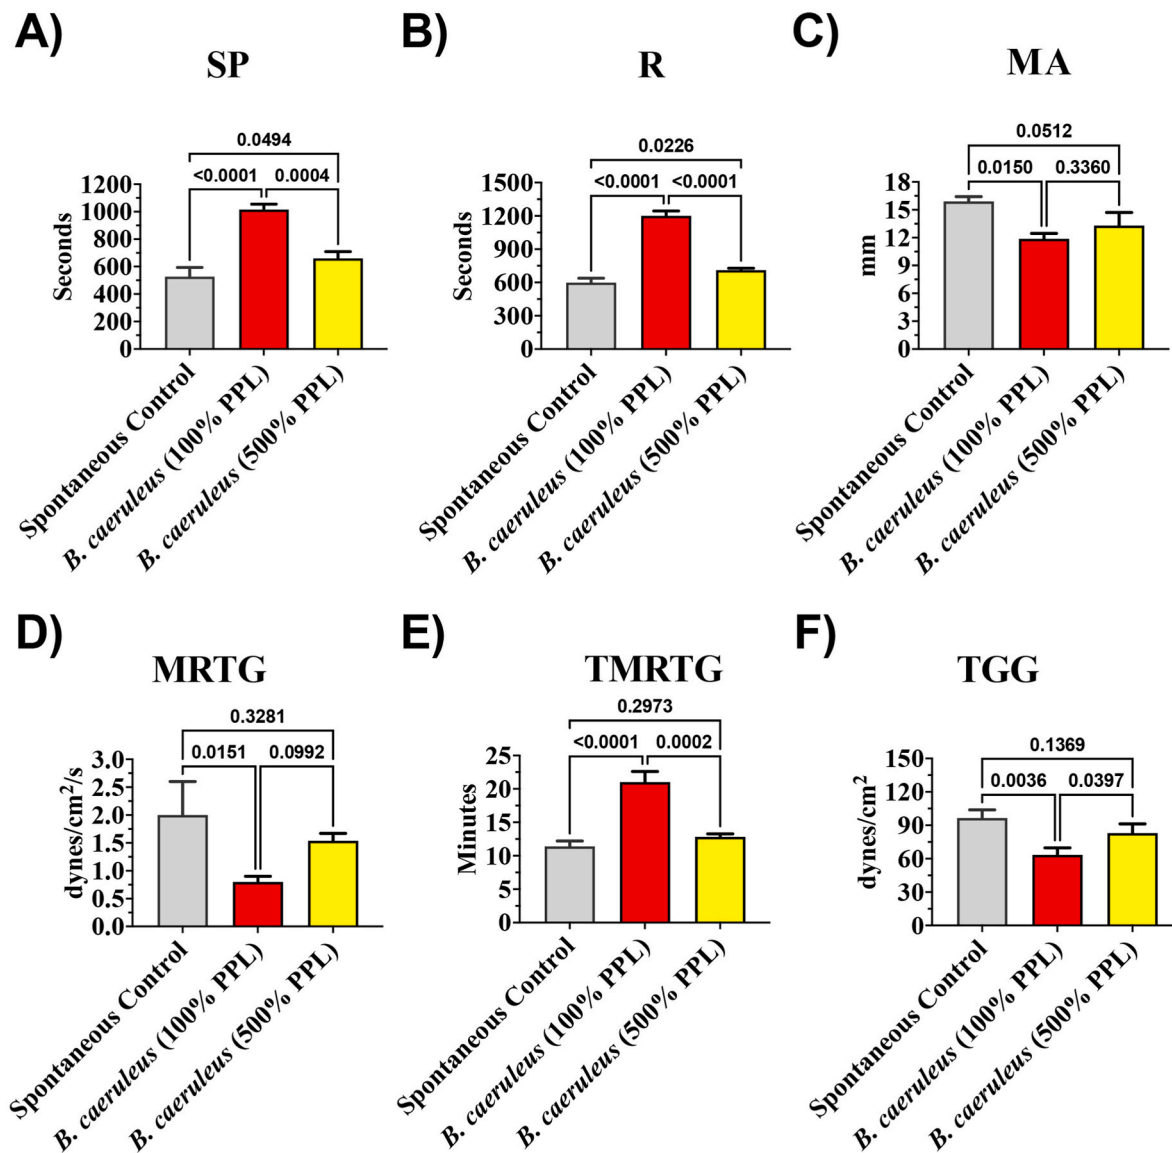 A)
SP
0.0494
<0.0001
0.0004
Seconds
1200
1000
800
600
400
200
0
Spontaneous Control
B. caeruleus (100% PPL)
B. caeruleus (500% PPL)
B)
R
0.0226
<0.0001
<0.0001
Seconds
1500
1200
900
600
300
0
Spontaneous Control
B. caeruleus (100% PPL)
B. caeruleus (500% PPL)
C)
MA
0.0512
0.0150
0.3360
mm
18
15
12
9
6
3
0
Spontaneous Control
B. caeruleus (100% PPL)
B. caeruleus (500% PPL)
D)
MRTG
0.3281
0.0151
0.0992
dynes/cm²/s
3.0
2.5
2.0
1.5
1.0
0.5
0.0
Spontaneous Control
B. caeruleus (100% PPL)
B. caeruleus (500% PPL)
E)
TMRTG
0.2973
<0.0001
0.0002
Minutes
25
20
15
10
5
0
Spontaneous Control
B. caeruleus (100% PPL)
B. caeruleus (500% PPL)
F)
TGG
0.1369
0.0036
0.0397
dynes/cm²
150
120
90
60
30
0
Spontaneous Control
B. caeruleus (100% PPL)
B. caeruleus (500% PPL)